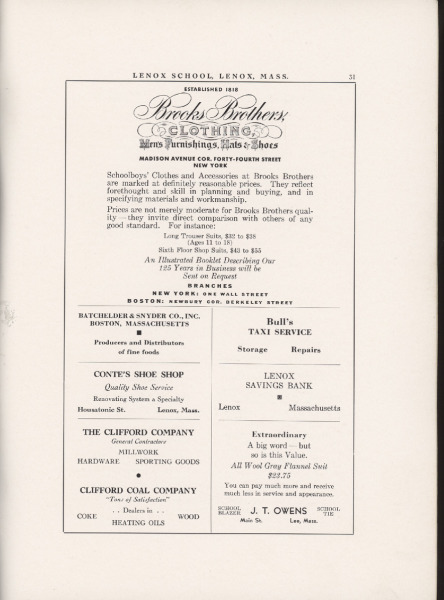 LENOX SCHOOL, LENOX, MASS. 31
ESTABLISHED 1818
Brooks Brothers,
CLOTHING,
Men's Furnishings, Hats & Shoes
MADISON AVENUE COR. FORTY-FOURTH STREET
NEW YORK
Schoolboys' Clothes and Accessories at Brooks Brothers
are marked at definitely reasonable prices. They reflect
forethought and skill in planning and buying, and in
specifying materials and workmanship.
Prices are not merely moderate for Brooks Brothers qual-
ity—they invite direct comparison with others of any
good standard. For instance:
Long Trouser Suits, $32 to $38
(Ages 11 to 18)
Sixth Floor Shop Suits, $43 to $55
An Illustrated Booklet Describing Our
125 Years in Business will be
Sent on Request
BRANCHES
NEW YORK: ONE WALL STREET
BOSTON: NEWBURY COR. BERKELEY STREET
BATCHELDER & SNYDER CO., INC.
BOSTON, MASSACHUSETTS
Producers and Distributors
of fine foods
CONTE'S SHOE SHOP
Quality Shoe Service
Renovating System a Specialty
Housatonic St. Lenox, Mass.
THE CLIFFORD COMPANY
General Contractors
MILLWORK
HARDWARE SPORTING GOODS
CLIFFORD COAL COMPANY
"Tons of Satisfaction"
. . Dealers in . .
COKE WOOD
HEATING OILS
Bull's
TAXI SERVICE
Storage Repairs
LENOX
SAVINGS BANK
Lenox Massachusetts
Extraordinary
A big word—but
so is this Value.
All Wool Gray Flannel Suit
$22.75
You can pay much more and receive
much less in service and appearance.
SCHOOL BLAZER J. T. OWENS SCHOOL TIE
Main St. Lee, Mass.